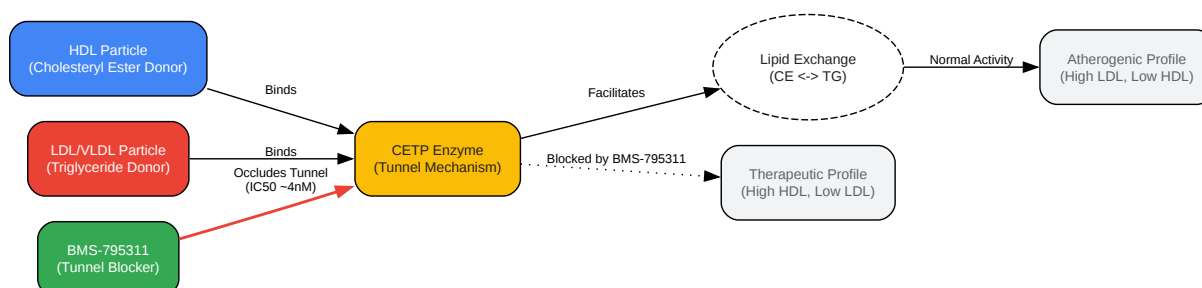 HDL Particle
(Cholesteryl Ester Donor)
Binds
LDL/VLDL Particle
(Triglyceride Donor)
Binds
Occludes Tunnel
(IC50 ~4nM)
BMS-795311
(Tunnel Blocker)
CETP Enzyme
(Tunnel Mechanism)
Facilitates
Blocked by BMS-795311
Lipid Exchange
(CE <-> TG)
Normal Activity
Therapeutic Profile
(High HDL, Low LDL)
Atherogenic Profile
(High LDL, Low HDL)